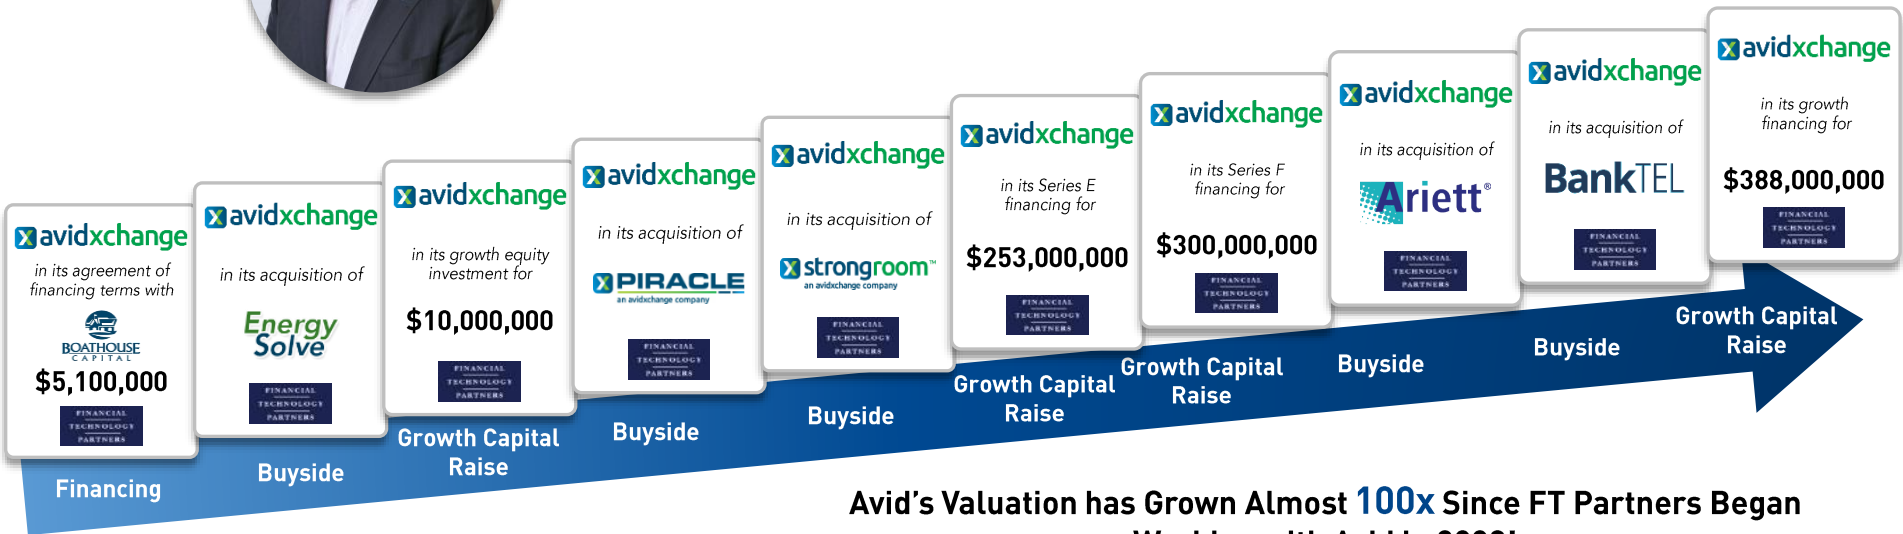 avidxchange
in its agreement of
financing terms with
BOATHOUSE
CAPITAL
$5,100,000
FINANCIAL
TECHNOLOGY
PARTNERS
Financing
avidxchange
in its acquisition of
Energy
Solve
FINANCIAL
TECHNOLOGY
PARTNERS
Buyside
avidxchange
in its growth equity
investment for
$10,000,000
FINANCIAL
TECHNOLOGY
PARTNERS
Growth Capital
Raise
avidxchange
in its acquisition of
PIRACLE
an avidxchange company
FINANCIAL
TECHNOLOGY
PARTNERS
Buyside
avidxchange
in its acquisition of
strongroom™
an avidxchange company
FINANCIAL
TECHNOLOGY
PARTNERS
Buyside
avidxchange
in its Series E
financing for
$253,000,000
FINANCIAL
TECHNOLOGY
PARTNERS
Growth Capital
Raise
avidxchange
in its Series F
financing for
$300,000,000
FINANCIAL
TECHNOLOGY
PARTNERS
Growth Capital
Raise
avidxchange
in its acquisition of
Ariett®
FINANCIAL
TECHNOLOGY
PARTNERS
Buyside
avidxchange
in its acquisition of
BankTEL
FINANCIAL
TECHNOLOGY
PARTNERS
Buyside
avidxchange
in its growth
financing for
$388,000,000
FINANCIAL
TECHNOLOGY
PARTNERS
Growth Capital
Raise
Avid's Valuation has Grown Almost 100x Since FT Partners Began